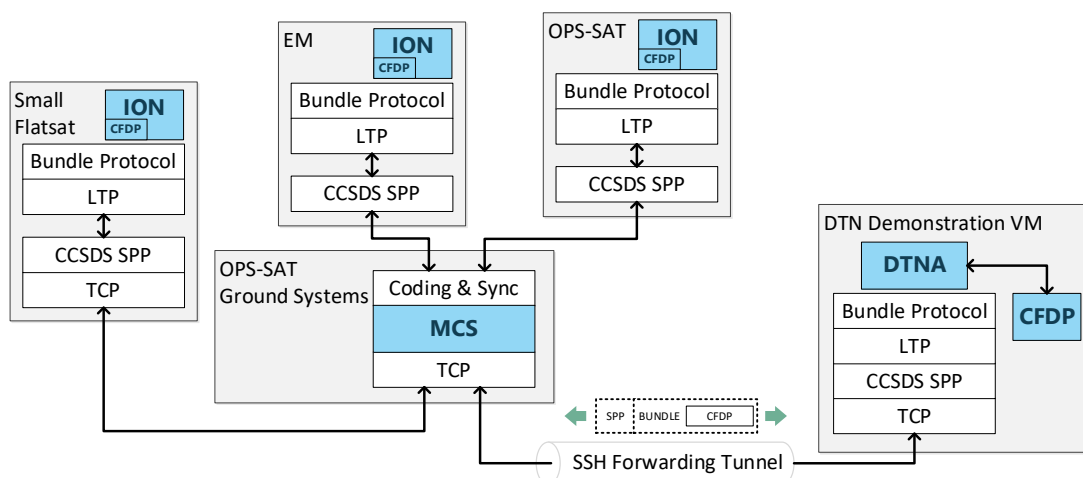 Small
Flatsat
ION
CFDP
Bundle Protocol
LTP
CCSDS SPP
TCP
EM
ION
CFDP
Bundle Protocol
LTP
CCSDS SPP
OPS-SAT
ION
CFDP
Bundle Protocol
LTP
CCSDS SPP
OPS-SAT
Ground Systems
Coding & Sync
MCS
TCP
SPP BUNDLE CFDP
SSH Forwarding Tunnel
DTN Demonstration VM
DTNA
CFDP
Bundle Protocol
LTP
CCSDS SPP
TCP